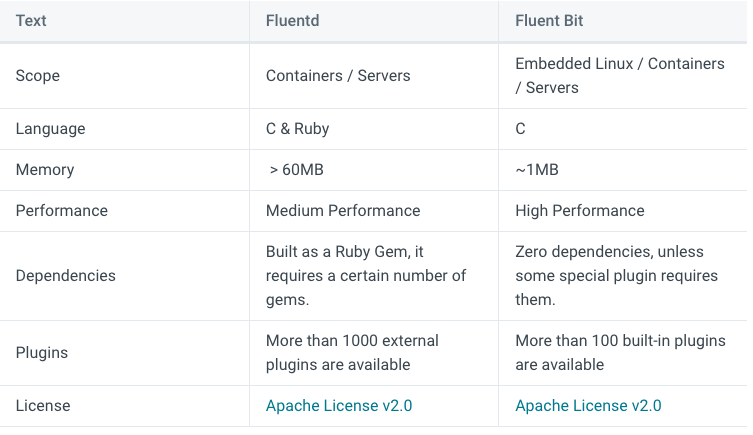 Text Fluentd Fluent Bit
Scope Containers / Servers Embedded Linux / Containers
/ Servers
Language C & Ruby C
Memory > 60MB ~1MB
Performance Medium Performance High Performance
Dependencies Built as a Ruby Gem, it
requires a certain number of
gems. Zero dependencies, unless
some special plugin requires
them.
Plugins More than 1000 external
plugins are available More than 100 built-in plugins
are available
License Apache License v2.0 Apache License v2.0